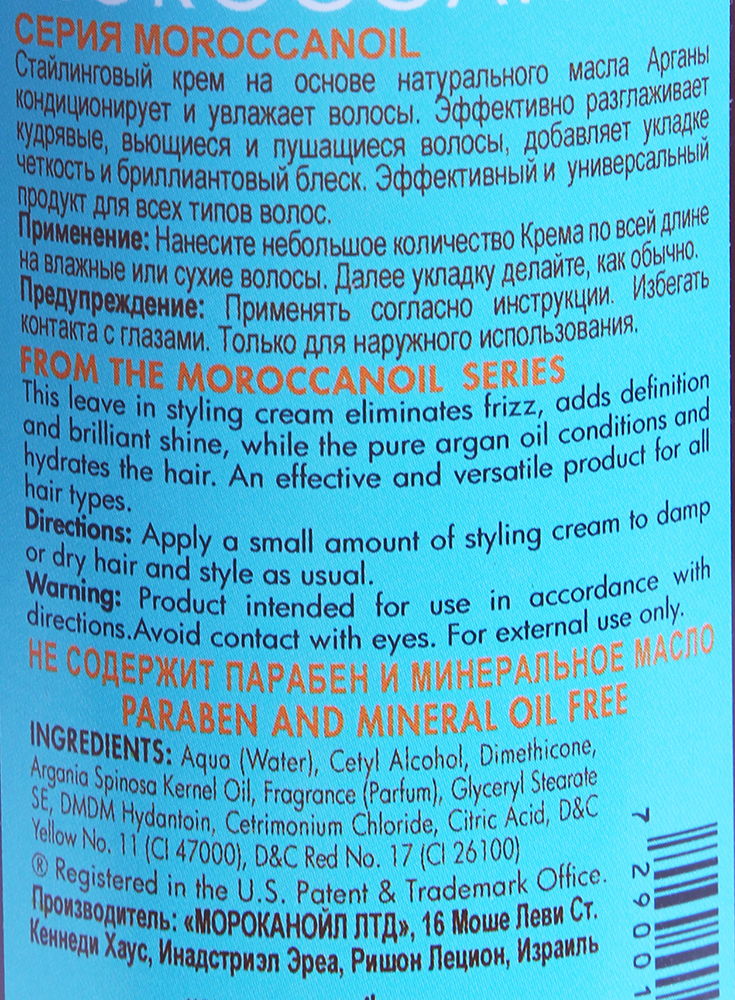 СЕРИЯ MOROCCANOIL
Стайлинговый крем на основе натурального масла Арганы
кондиционирует и увлажает волосы. Эффективно разглаживает
кудрявые, вьющиеся и пушащиеся волосы, добавляет укладке
четкость и бриллиантовый блеск. Эффективный и универсальный
продукт для всех типов волос.
Применение: Нанесите небольшое количество Крема по всей длине
на влажные или сухие волосы. Далее укладку делайте, как обычно.
Предупреждение: Применять согласно инструкции. Избегать
контакта с глазами. Только для наружного использования.
FROM THE MOROCCANOIL SERIES
This leave in styling cream eliminates frizz, adds definition
and brilliant shine, while the pure argan oil conditions and
hydrates the hair. An effective and versatile product for all
hair types.
Directions: Apply a small amount of styling cream to damp
or dry hair and style as usual.
Warning: Product intended for use in accordance with
directions.Avoid contact with eyes. For external use only.
НЕ СОДЕРЖИТ ПАРАБЕН И МИНЕРАЛЬНОЕ МАСЛО
PARABEN AND MINERAL OIL FREE
INGREDIENTS: Aqua (Water), Cetyl Alcohol, Dimethicone,
Argania Spinosa Kernel Oil, Fragrance (Parfum), Glyceryl Stearate
SE, DMDM Hydantoin, Cetrimonium Chloride, Citric Acid, D&C
Yellow No. 11 (CI 47000), D&C Red No. 17 (CI 26100)
® Registered in the U.S. Patent & Trademark Office.
Производитель: «МОРОКАНОЙЛ ЛТД», 16 Моше Леви Ст.
Кеннеди Хаус, Инадстриэл Эреа, Ришон Лецион, Израиль
7 29001